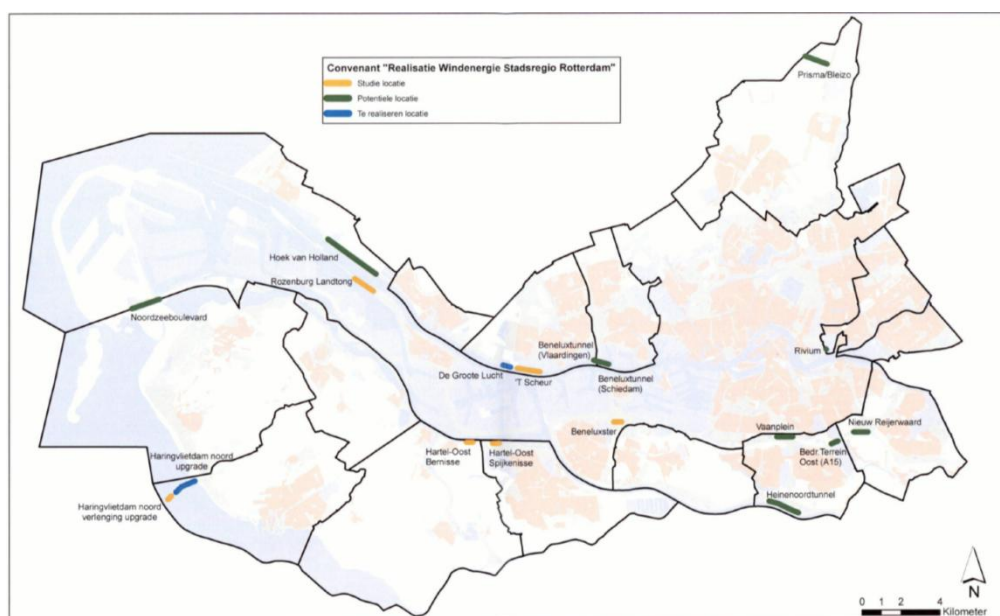 Convenant "Realisatie Windenergie Stadsregio Rotterdam"
Studie locatie
Potentiele locatie
Te realiseren locatie
Prisma/Bleizo
Hoek van Holland
Rozenburg Landtong
Noordzeeboulevard
Beneluxtunnel
(Vlaardingen)
Rivium
De Groote Lucht
'T Scheur
Beneluxtunnel
(Schiedam)
Beneluxster
Vaanplein
Nieuw Reijerwaard
Hartel-Oost
Bernisse
Hartel-Oost
Spijkenisse
Bedr.Terrein
Oost (A15)
Haringvlietdam noord
upgrade
Haringvlietdam noord
verlenging upgrade
Heinenoordtunnel
N
0 1 2 4
Kilometer